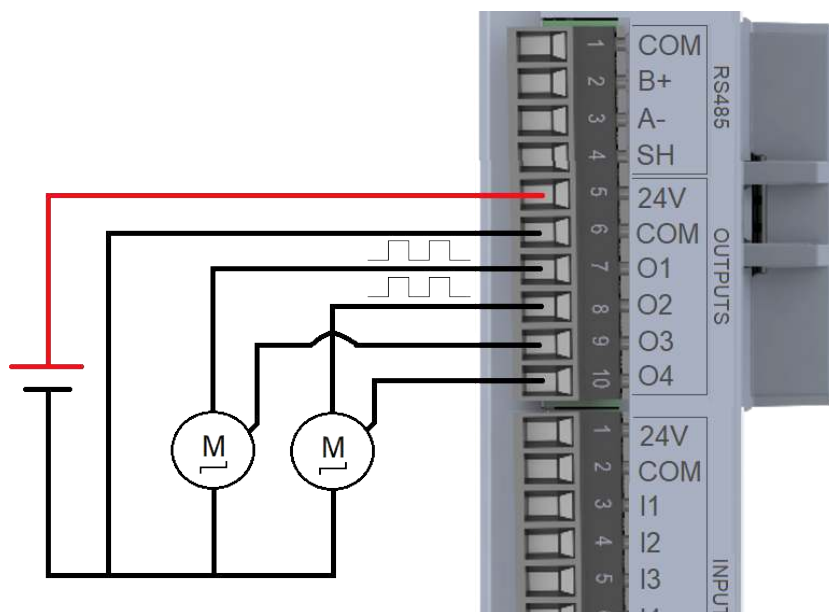 1 COM
2 B+
3 A-
4 SH
RS485
5 24V
6 COM
7 O1
8 O2
9 O3
10 O4
OUTPUTS
M
M
1 24V
2 COM
3 I1
4 I2
5 I3